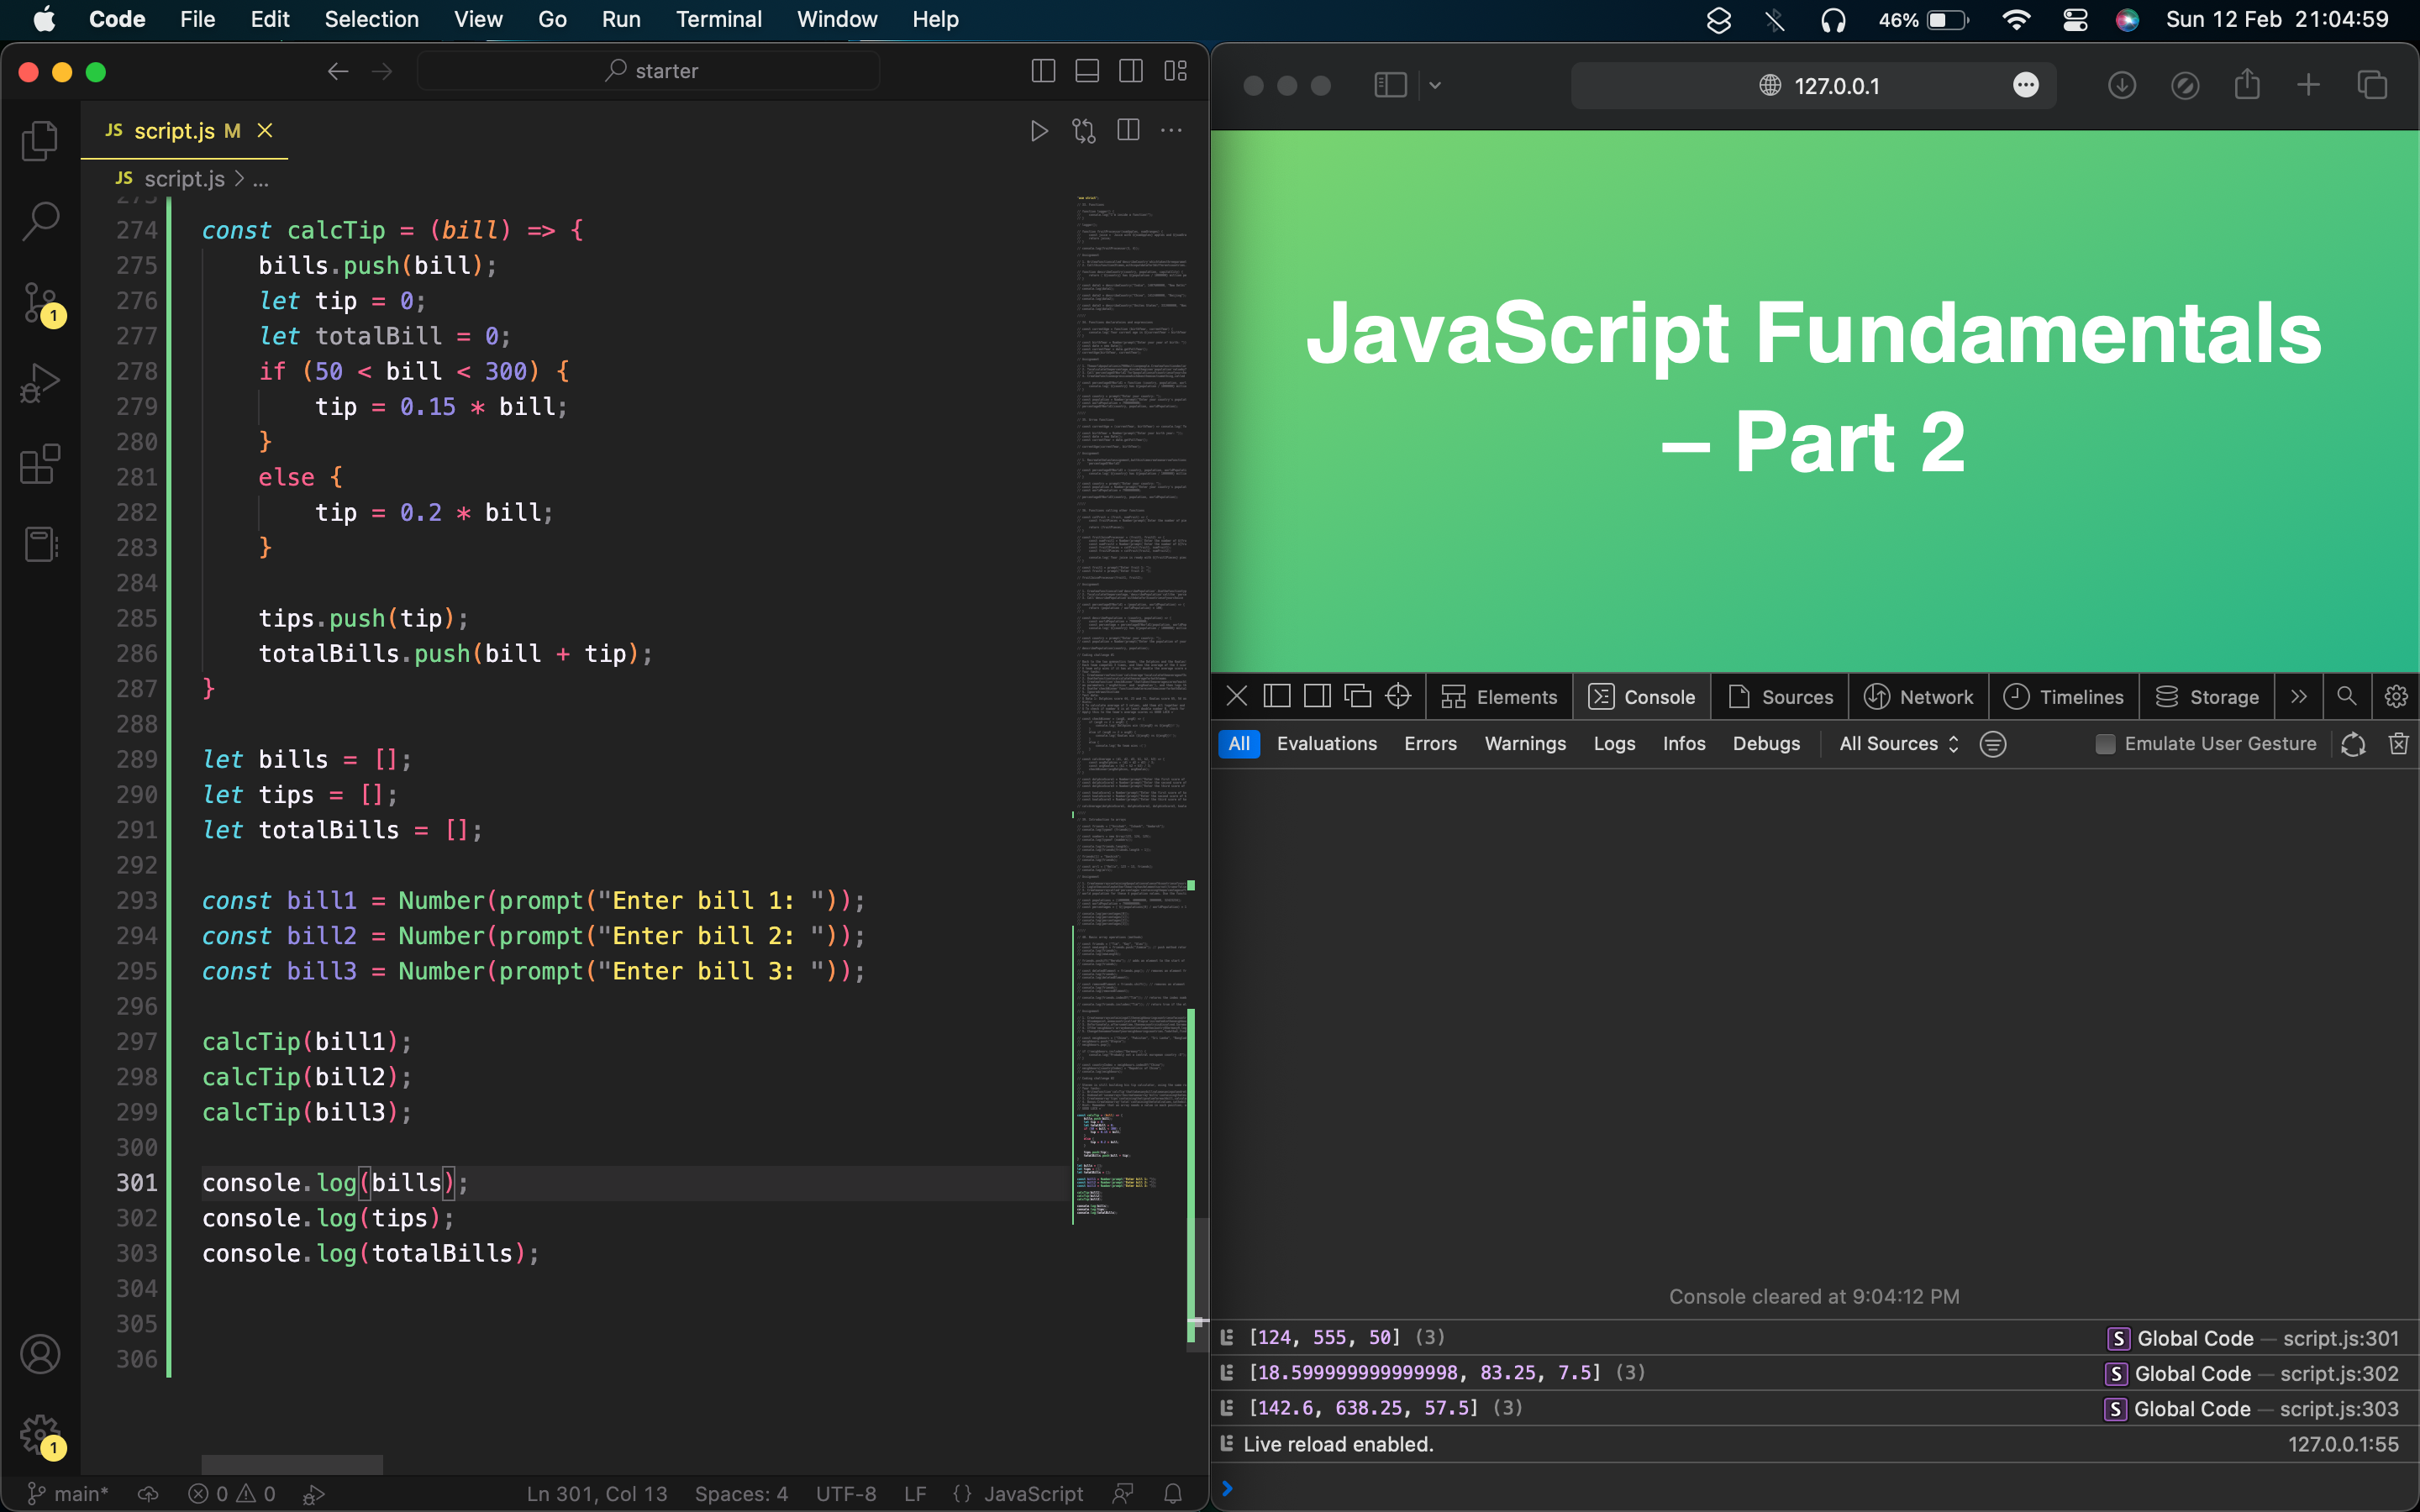 Code File Edit Selection View Go Run Terminal Window Help 46% Sun 12 Feb 21:04:59
starter
JS script.js M
JS script.js > ...
274 const calcTip = (bill) => {
275 bills.push(bill);
276 let tip = 0;
277 let totalBill = 0;
278 if (50 < bill < 300) {
279 tip = 0.15 * bill;
280 }
281 else {
282 tip = 0.2 * bill;
283 }
284
285 tips.push(tip);
286 totalBills.push(bill + tip);
287 }
288
289 let bills = [];
290 let tips = [];
291 let totalBills = [];
292
293 const bill1 = Number(prompt("Enter bill 1: "));
294 const bill2 = Number(prompt("Enter bill 2: "));
295 const bill3 = Number(prompt("Enter bill 3: "));
296
297 calcTip(bill1);
298 calcTip(bill2);
299 calcTip(bill3);
300
301 console.log(bills);
302 console.log(tips);
303 console.log(totalBills);
304
305
306
1
1
main* 0 0 Ln 301, Col 13 Spaces: 4 UTF-8 LF {} JavaScript
127.0.0.1
JavaScript Fundamentals
– Part 2
Elements Console Sources Network Timelines Storage
All Evaluations Errors Warnings Logs Infos Debugs All Sources Emulate User Gesture
Console cleared at 9:04:12 PM
[124, 555, 50] (3) S Global Code — script.js:301
[18.599999999999998, 83.25, 7.5] (3) S Global Code — script.js:302
[142.6, 638.25, 57.5] (3) S Global Code — script.js:303
Live reload enabled. 127.0.0.1:55